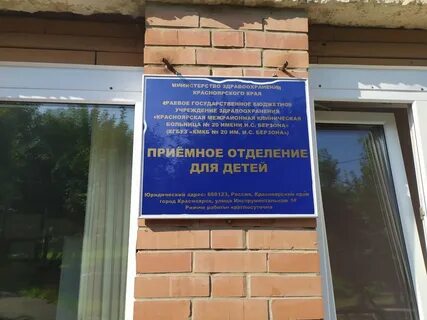 МИНИСТЕРСТВО ЗДРАВООХРАНЕНИЯ
КРАСНОЯРСКОГО КРАЯ
КРАЕВОЕ ГОСУДАРСТВЕННОЕ БЮДЖЕТНОЕ
УЧРЕЖДЕНИЕ ЗДРАВООХРАНЕНИЯ
«КРАСНОЯРСКАЯ МЕЖРАЙОННАЯ КЛИНИЧЕСКАЯ
БОЛЬНИЦА № 20 ИМЕНИ И.С. БЕРЗОНА»
(КГБУЗ «КМКБ № 20 ИМ. И.С. БЕРЗОНА»)
ПРИЁМНОЕ ОТДЕЛЕНИЕ
ДЛЯ ДЕТЕЙ
Юридический адрес: 660123, Россия, Красноярский край
город Красноярск, улица Инструментальная
Режим работы: круглосуточно